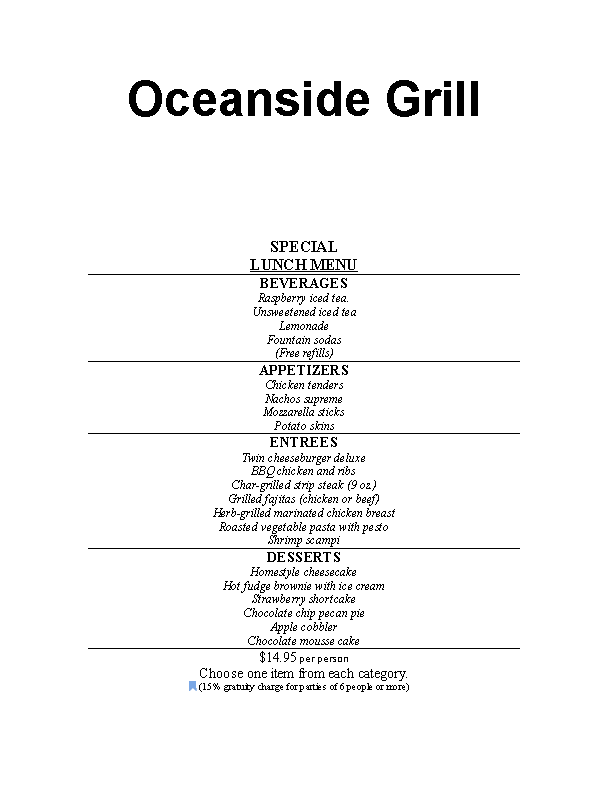 Oceanside Grill
SPECIAL
LUNCH MENU
BEVERAGES
Raspberry iced tea.
Unsweetened iced tea
Lemonade
Fountain sodas
(Free refills)
APPETIZERS
Chicken tenders
Nachos supreme
Mozzarella sticks
Potato skins
ENTREES
Twin cheeseburger deluxe
BBQ chicken and ribs
Char-grilled strip steak (9 oz.)
Grilled fajitas (chicken or beef)
Herb-grilled marinated chicken breast
Roasted vegetable pasta with pesto
Shrimp scampi
DESSERTS
Homestyle cheesecake
Hot fudge brownie with ice cream
Strawberry shortcake
Chocolate chip pecan pie
Apple cobbler
Chocolate mousse cake
$14.95 per person
Choose one item from each category.
(15% gratuity charge for parties of 6 people or more)